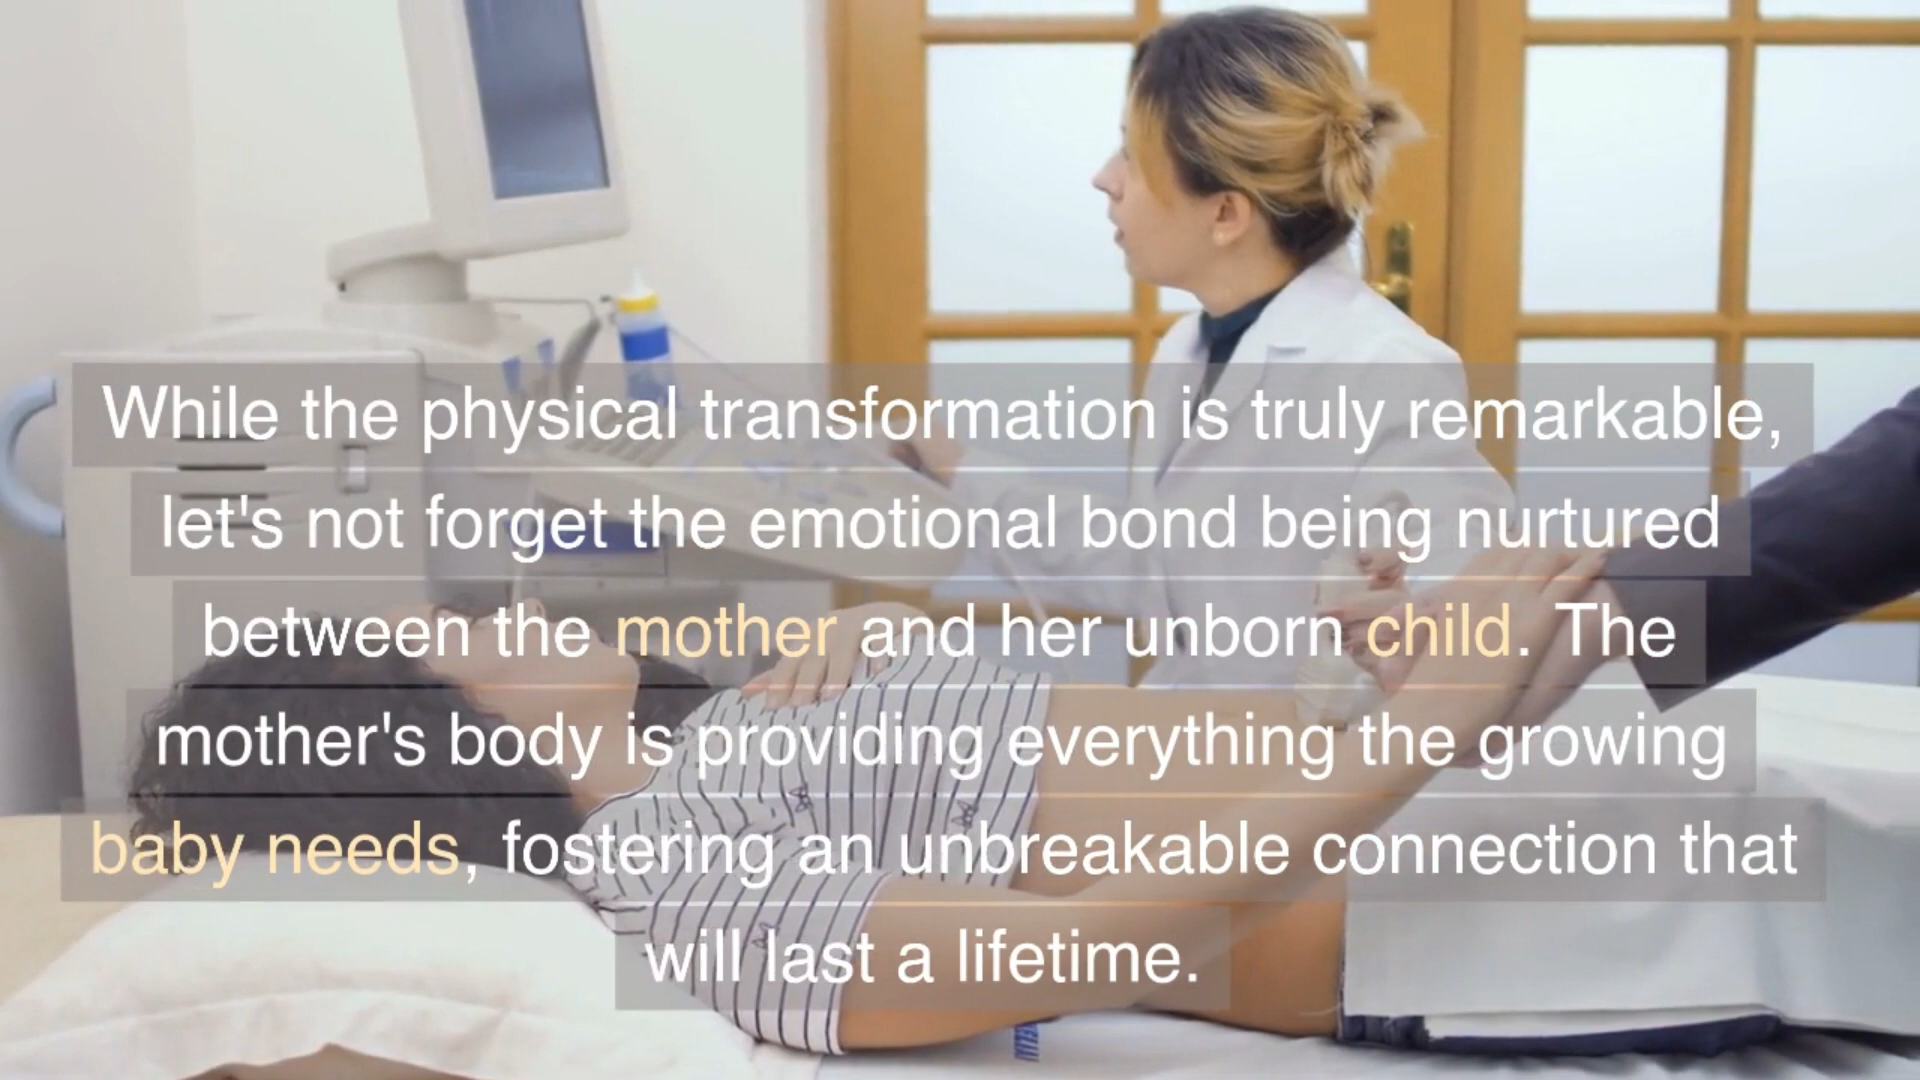 While the physical transformation is truly remarkable,
let's not forget the emotional bond being nurtured
between the mother and her unborn child. The
mother's body is providing everything the growing
baby needs, fostering an unbreakable connection that
will last a lifetime.